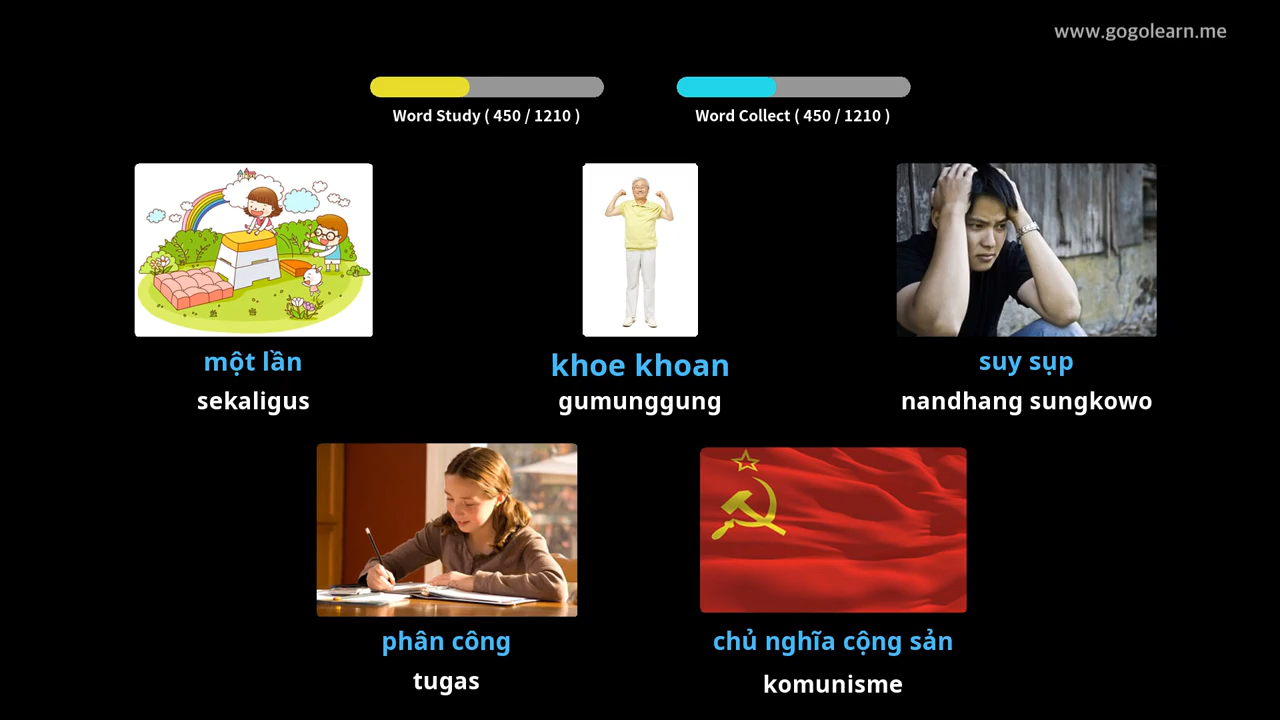 www.gogolearn.me
Word Study ( 450 / 1210 )
Word Collect ( 450 / 1210 )
một lần
sekaligus
khoe khoan
gumunggung
suy sụp
nandhang sungkowo
phân công
tugas
chủ nghĩa cộng sản
komunisme